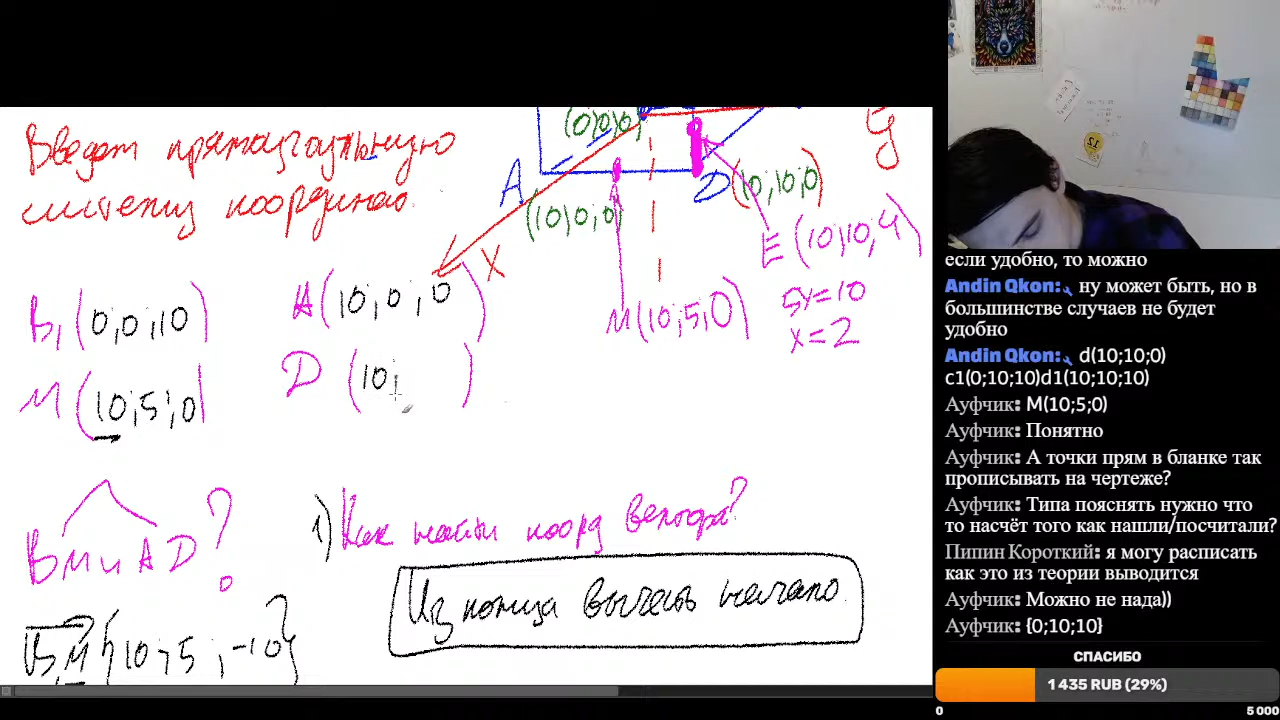 Введем прямоугольную
систему координат.
A
(0;0;0)
(10;0;0)
X
D
(10;10;0)
y
E (10;10;4)
5x=10
x=2
M(10;5;0)
B₁(0;0;10)
A(10;0;0)
M(10;5;0)
D(10;
∠
BM и AD?
1) Как найти коорд вектора?
Из конца вычесть начало.
B₁M {10;5;-10}
если удобно, то можно
Andin Qkon: ну может быть, но в
большинстве случаев не будет
удобно
Andin Qkon: d(10;10;0)
c1(0;10;10)d1(10;10;10)
Ауфчик: M(10;5;0)
Ауфчик: Понятно
Ауфчик: А точки прям в бланке так
прописывать на чертеже?
Ауфчик: Типа пояснять нужно что
то насчёт того как нашли/посчитали?
Пипин Короткий: я могу расписать
как это из теории выводится
Ауфчик: Можно не нада))
Ауфчик: {0;10;10}
СПАСИБО
1 435 RUB (29%)
0
5 000